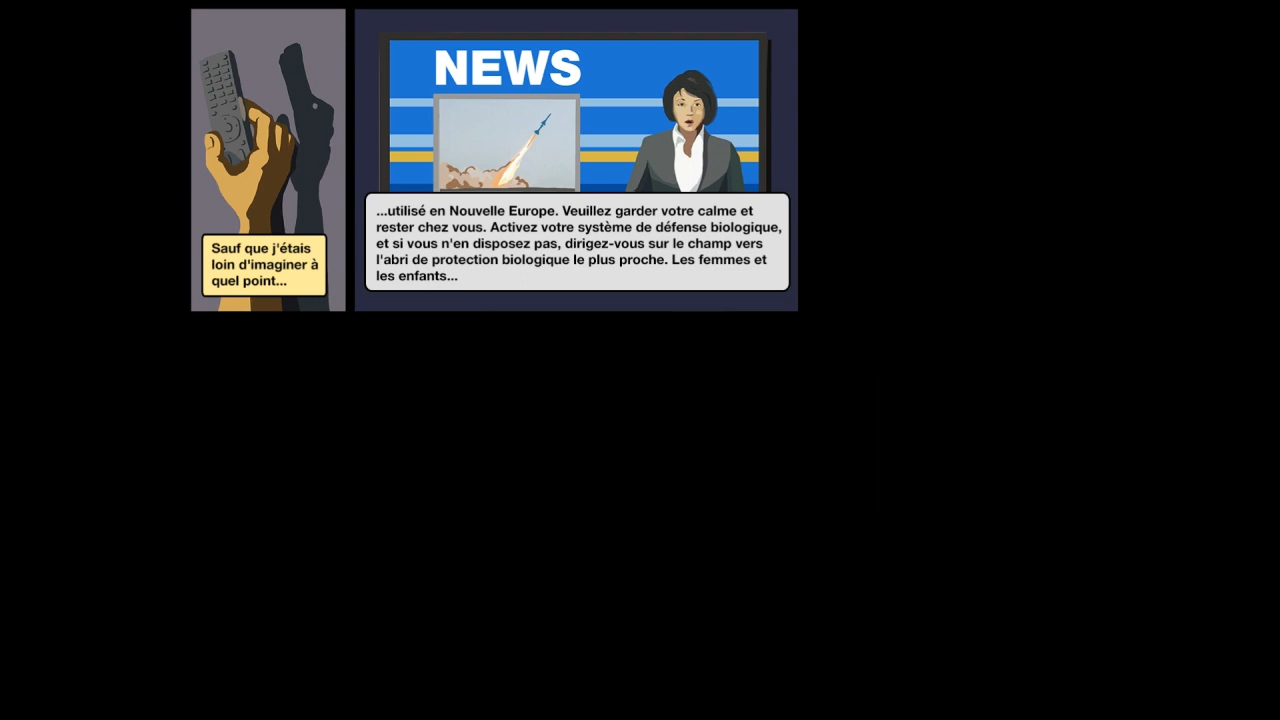 Sauf que j'étais
loin d'imaginer à
quel point...
NEWS
...utilisé en Nouvelle Europe. Veuillez garder votre calme et
rester chez vous. Activez votre système de défense biologique,
et si vous n'en disposez pas, dirigez-vous sur le champ vers
l'abri de protection biologique le plus proche. Les femmes et
les enfants...